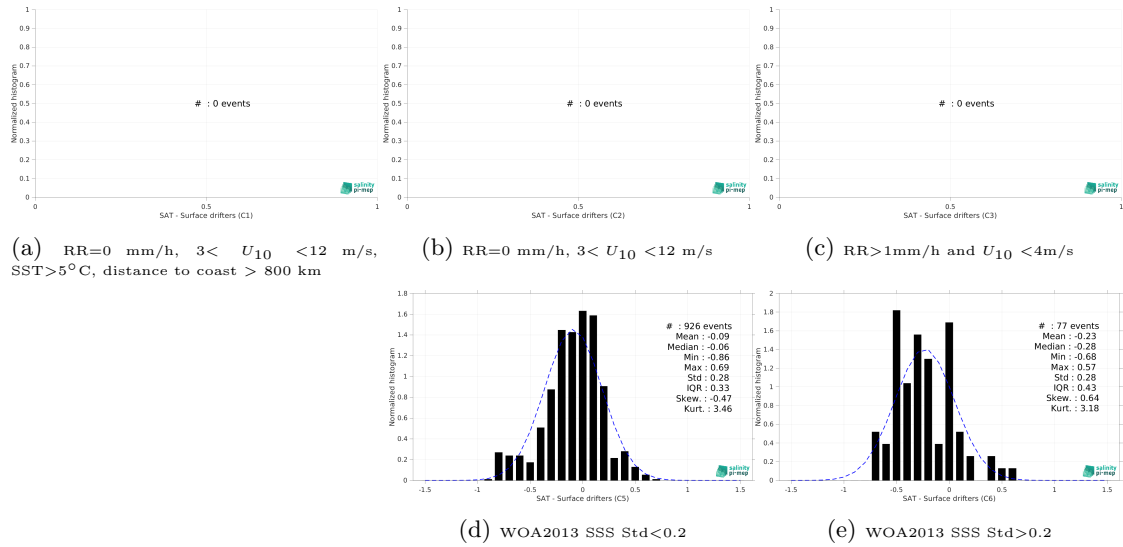 1
0.9
0.8
0.7
0.6
0.5
0.4
0.3
0.2
0.1
0
Normalized histogram
# : 0 events
salinity
pi-mep
0 0.5 1
SAT - Surface drifters (C1)
(a) RR=0 mm/h, 3< U10 <12 m/s,
SST>5°C, distance to coast > 800 km
1
0.9
0.8
0.7
0.6
0.5
0.4
0.3
0.2
0.1
0
Normalized histogram
# : 0 events
salinity
pi-mep
0 0.5 1
SAT - Surface drifters (C2)
(b) RR=0 mm/h, 3< U10 <12 m/s
1
0.9
0.8
0.7
0.6
0.5
0.4
0.3
0.2
0.1
0
Normalized histogram
# : 0 events
salinity
pi-mep
0 0.5 1
SAT - Surface drifters (C3)
(c) RR>1mm/h and U10 <4m/s
1.8
1.6
1.4
1.2
1
0.8
0.6
0.4
0.2
0
Normalized histogram
# : 926 events
Mean : -0.09
Median : -0.06
Min : -0.86
Max : 0.69
Std : 0.28
IQR : 0.33
Skew. : -0.47
Kurt. : 3.46
salinity
pi-mep
-1.5 -1 -0.5 0 0.5 1 1.5
SAT - Surface drifters (C5)
(d) WOA2013 SSS Std<0.2
2
1.8
1.6
1.4
1.2
1
0.8
0.6
0.4
0.2
0
Normalized histogram
# : 77 events
Mean : -0.23
Median : -0.28
Min : -0.68
Max : 0.57
Std : 0.28
IQR : 0.43
Skew. : 0.64
Kurt. : 3.18
salinity
pi-mep
-1.5 -1 -0.5 0 0.5 1 1.5
SAT - Surface drifters (C6)
(e) WOA2013 SSS Std>0.2